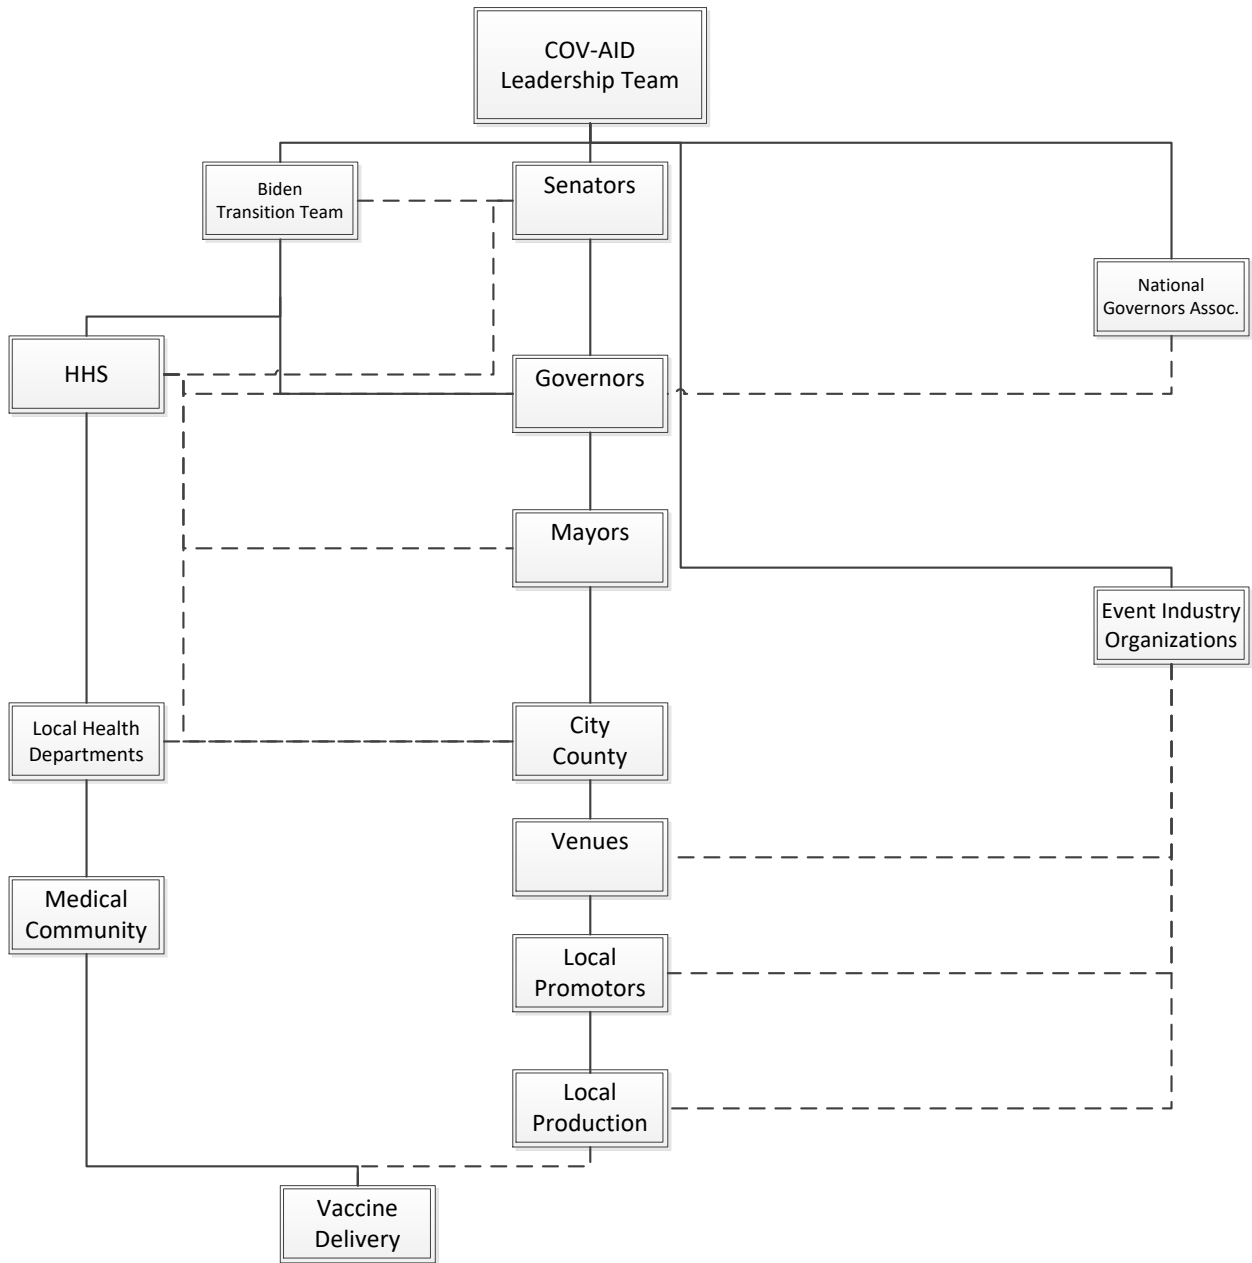 COV-AID
Leadership Team
Biden
Transition Team
Senators
National
Governors Assoc.
HHS
Governors
Mayors
Event Industry
Organizations
Local Health
Departments
City
County
Venues
Medical
Community
Local
Promotors
Local
Production
Vaccine
Delivery